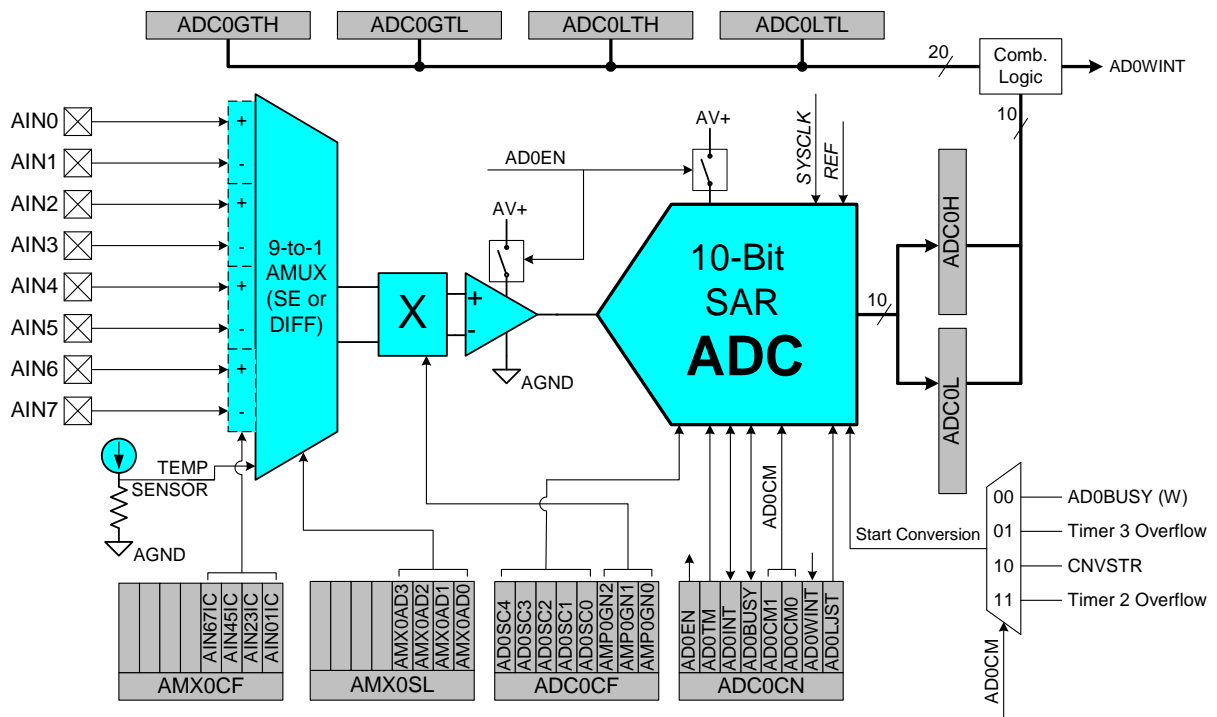 ADC0GTH
ADC0GTL
ADC0LTH
ADC0LTL
20
Comb.
Logic
AD0WINT
10
AIN0
AIN1
AIN2
AIN3
AIN4
AIN5
AIN6
AIN7
+
-
+
-
+
-
+
-
9-to-1
AMUX
(SE or
DIFF)
TEMP
SENSOR
AGND
X
AD0EN
AV+
+
-
AGND
AV+
SYSCLK
REF
10-Bit
SAR
ADC
10
ADC0H
ADC0L
AD0CM
Start Conversion
00
AD0BUSY (W)
01
Timer 3 Overflow
10
CNVSTR
11
Timer 2 Overflow
AD0CM
AIN67IC
AIN45IC
AIN23IC
AIN01IC
AMX0CF
AMX0AD3
AMX0AD2
AMX0AD1
AMX0AD0
AMX0SL
AD0SC4
AD0SC3
AD0SC2
AD0SC1
AD0SC0
AMP0GN2
AMP0GN1
AMP0GN0
ADC0CF
AD0EN
AD0TM
AD0INT
AD0BUSY
AD0CM1
AD0CM0
AD0WINT
AD0LJST
ADC0CN